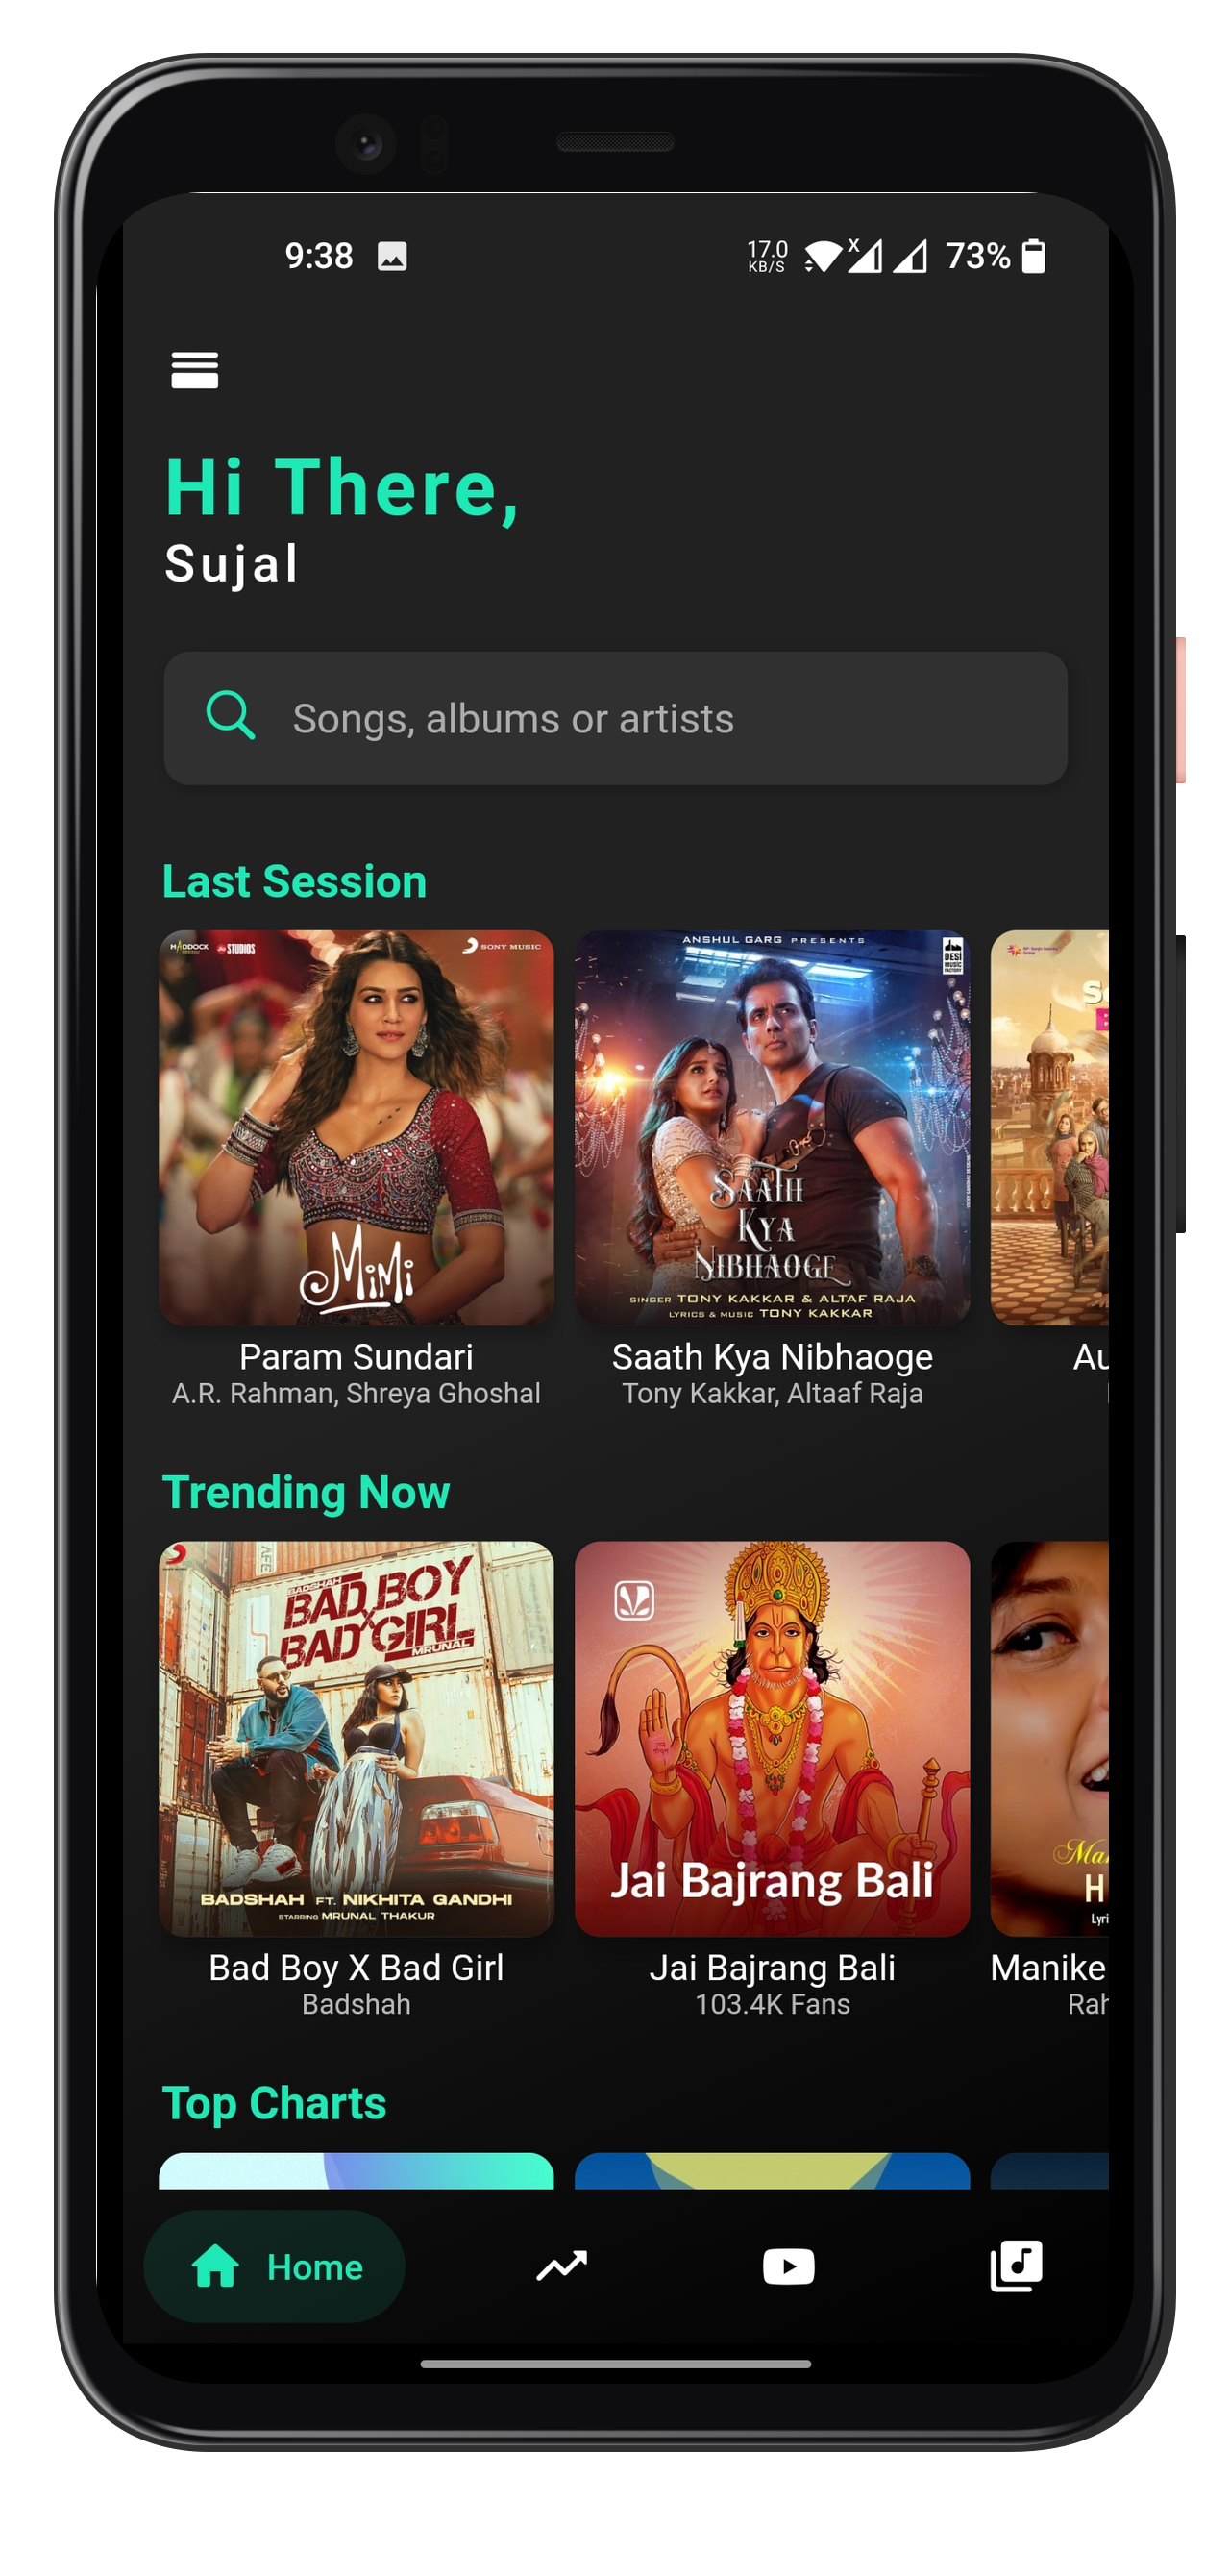 9:38
17.0
KB/S
X
73%
Hi There,
Sujal
Songs, albums or artists
Last Session
MADDOCK
STUDIOS
SONY MUSIC
MiMi
ANSHUL GARG PRESENTS
DESI
MUSIC
FACTORY
SAATH
KYA
NIBHAOGE
SINGER TONY KAKKAR & ALTAF RAJA
LYRICS & MUSIC TONY KAKKAR
Param Sundari
A.R. Rahman, Shreya Ghoshal
Saath Kya Nibhaoge
Tony Kakkar, Altaaf Raja
Au
Trending Now
BADSHAH
BAD BOY
X
BAD GIRL
MRUNAL
BADSHAH FT. NIKHITA GANDHI
STARRING MRUNAL THAKUR
Jai Bajrang Bali
H
Lyri
Bad Boy X Bad Girl
Badshah
Jai Bajrang Bali
103.4K Fans
Manike
Rah
Top Charts
Home